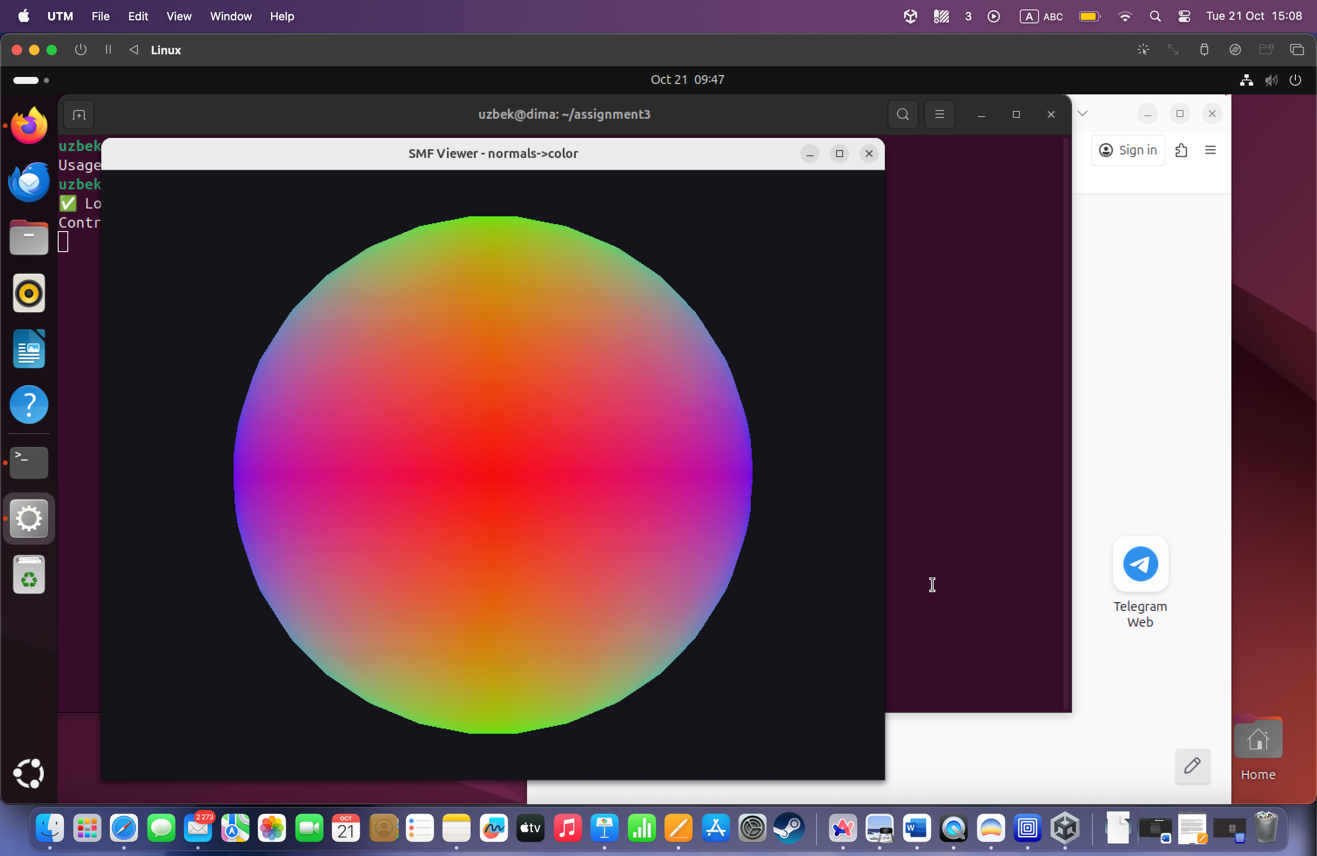 UTM File Edit View Window Help 3 A ABC Tue 21 Oct 15:08
Linux
Oct 21 09:47
uzbek@dima: ~/assignment3
Sign in
uzbek
Usage
uzbek
✅ Lo
Contr
SMF Viewer - normals->color
Telegram
Web
Home
2 273
OCT
21
tv